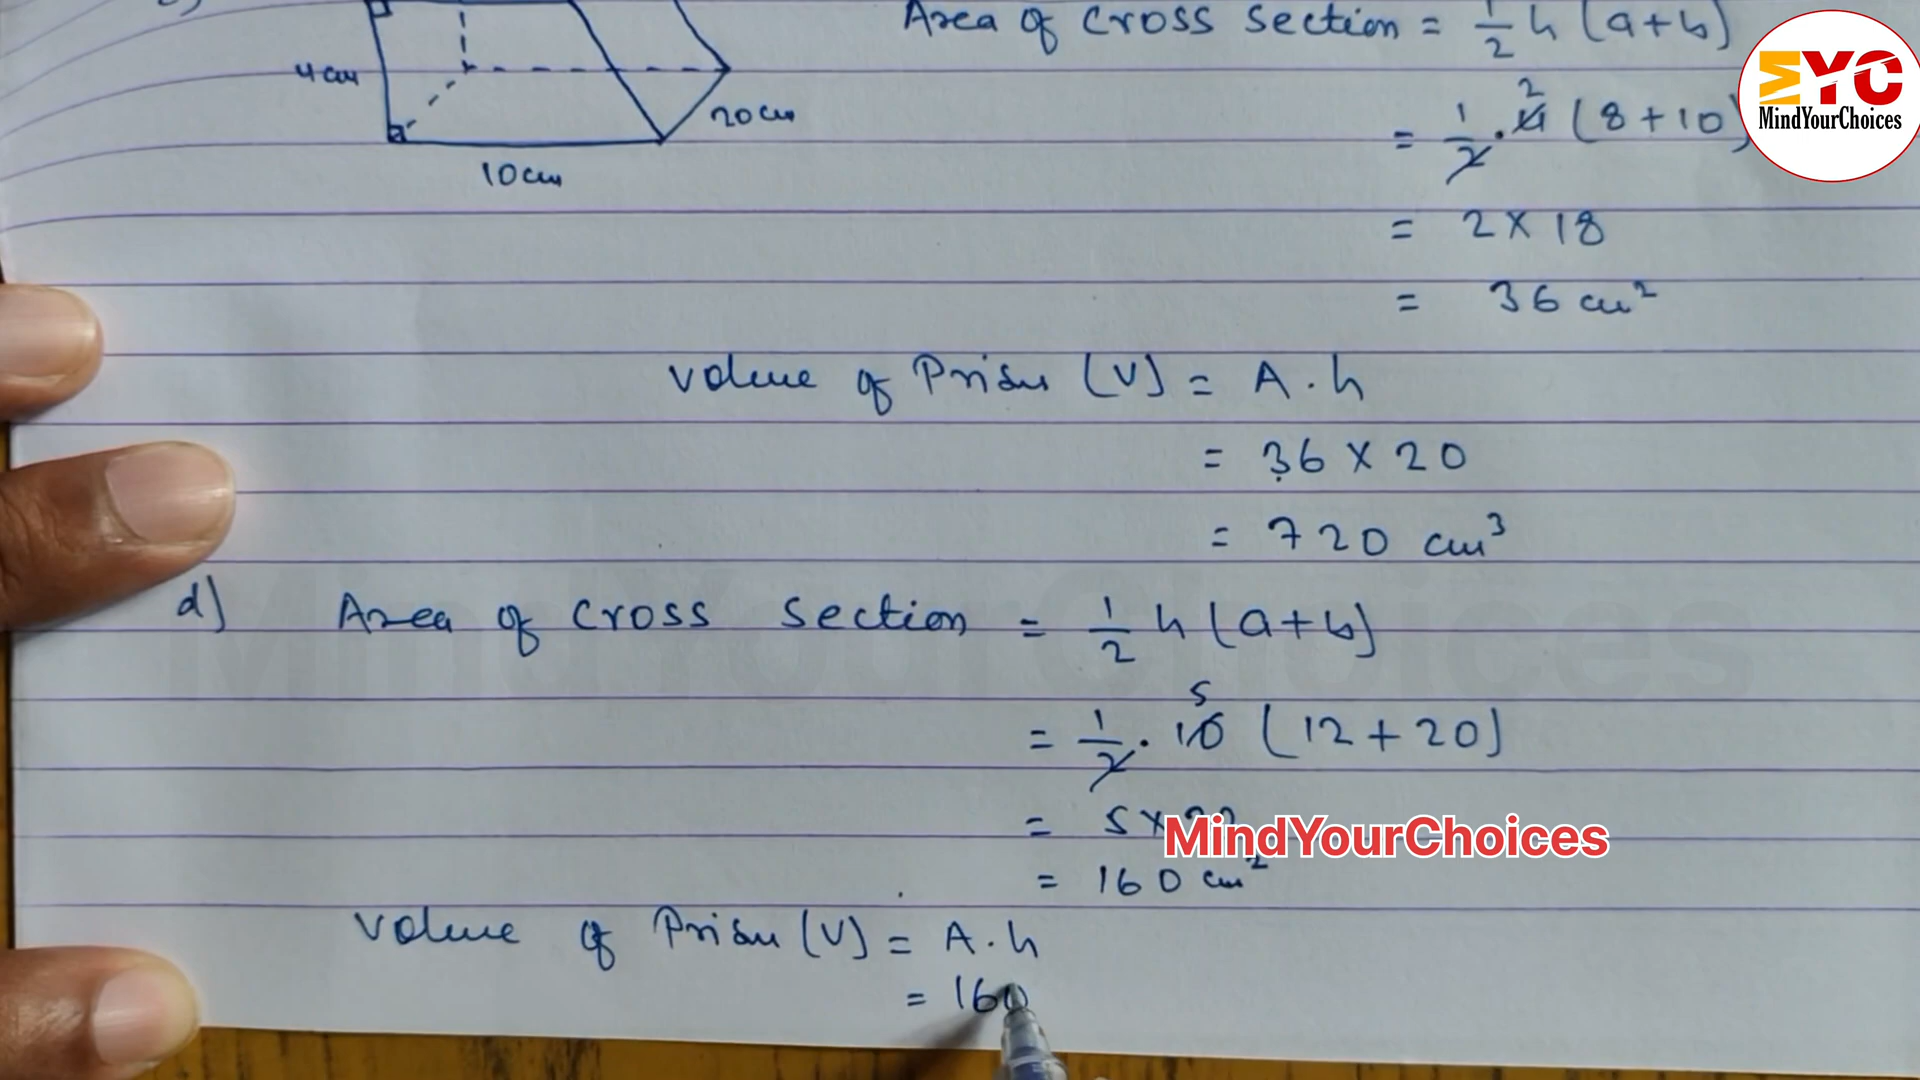 Area of cross section = 1/2 h (a+b)
4cm
= 1/2 . 4 2 (8 + 10)
20cm
10cm
= 2 × 18
= 36 cm²
Volume of Prism (V) = A . h
= 36 × 20
= 720 cm³
d) Area of cross section = 1/2 h (a+b)
= 1/2 . 10 5 (12 + 20)
= 5 ×
= 160 cm²
Volume of Prism (V) = A . h
= 160
MYC
MindYourChoices
MindYourChoices
MindYourChoices